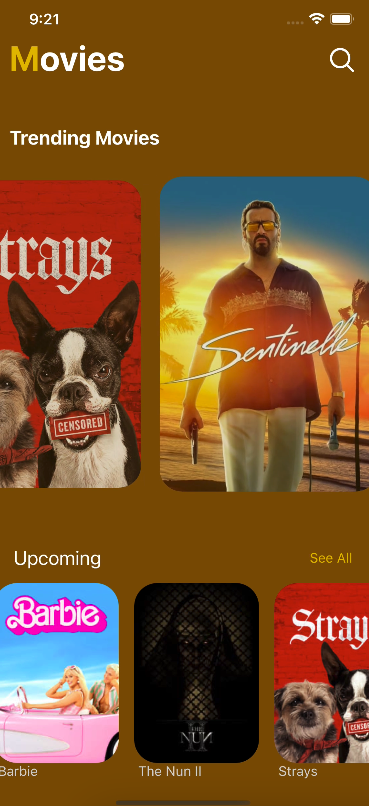 9:21
Movies
Trending Movies
trays
CENSORED
Sentinelle
Upcoming
See All
Barbie
THE
NUN
II
Stray
CENSOR
Barbie
The Nun II
Strays